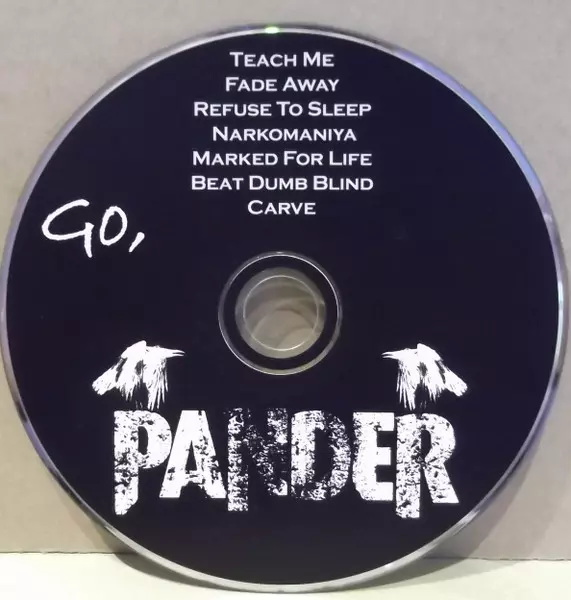 Teach Me
Fade Away
Refuse To Sleep
Narkomaniya
Marked For Life
Beat Dumb Blind
Carve
GO,
PANDER